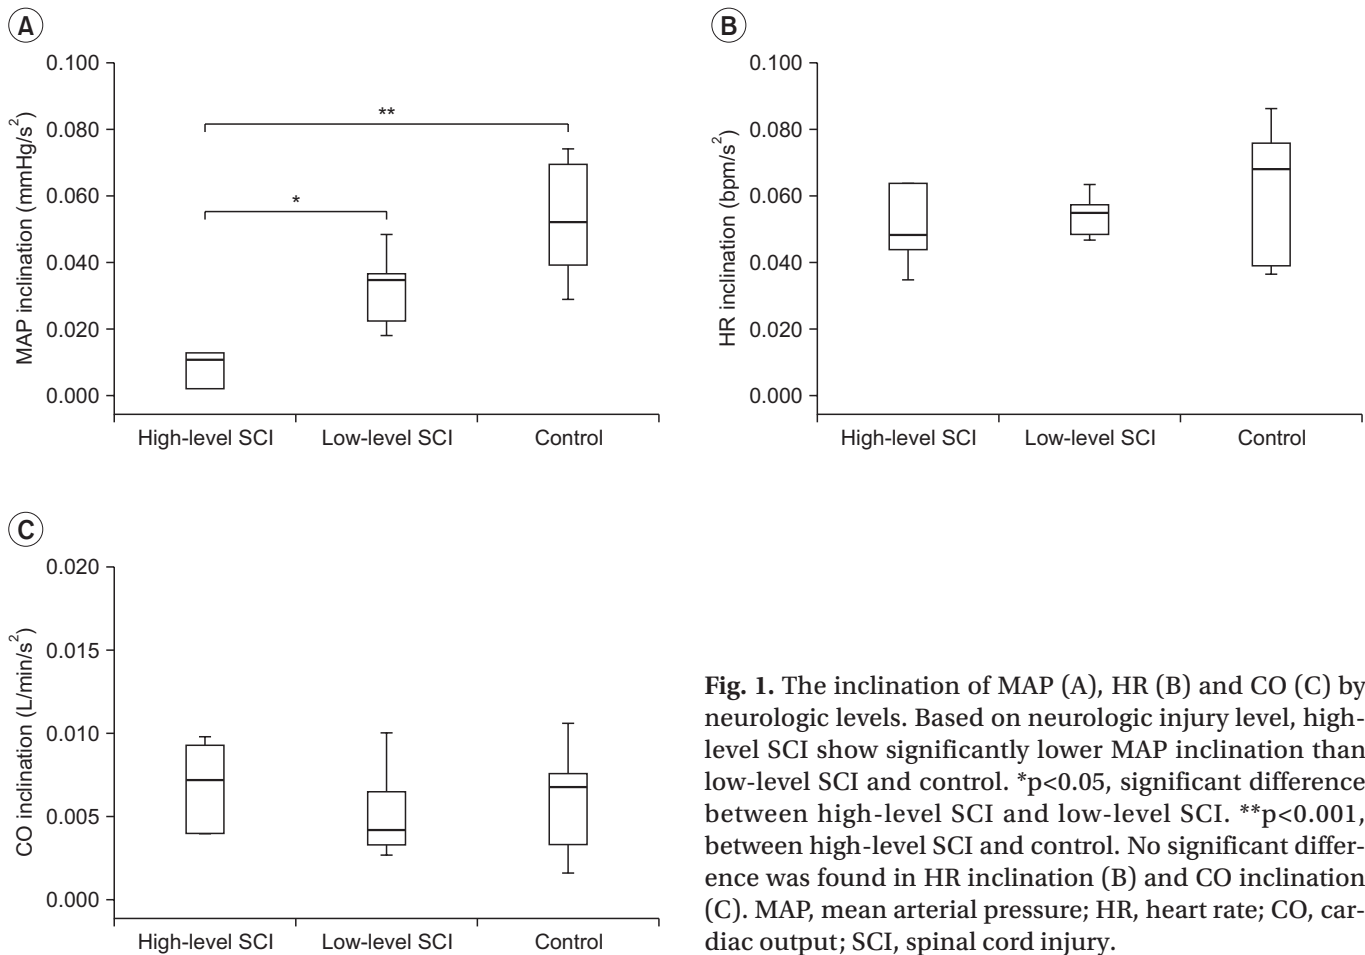 A
0.100
0.080
0.060
0.040
0.020
0.000
MAP inclination (mmHg/s²)
**
*
High-level SCI Low-level SCI Control
B
0.100
0.080
0.060
0.040
0.020
0.000
HR inclination (bpm/s²)
High-level SCI Low-level SCI Control
C
0.020
0.015
0.010
0.005
0.000
CO inclination (L/min/s²)
High-level SCI Low-level SCI Control
Fig. 1. The inclination of MAP (A), HR (B) and CO (C) by
neurologic levels. Based on neurologic injury level, high-
level SCI show significantly lower MAP inclination than
low-level SCI and control. *p<0.05, significant difference
between high-level SCI and low-level SCI. **p<0.001,
between high-level SCI and control. No significant differ-
ence was found in HR inclination (B) and CO inclination
(C). MAP, mean arterial pressure; HR, heart rate; CO, car-
diac output; SCI, spinal cord injury.